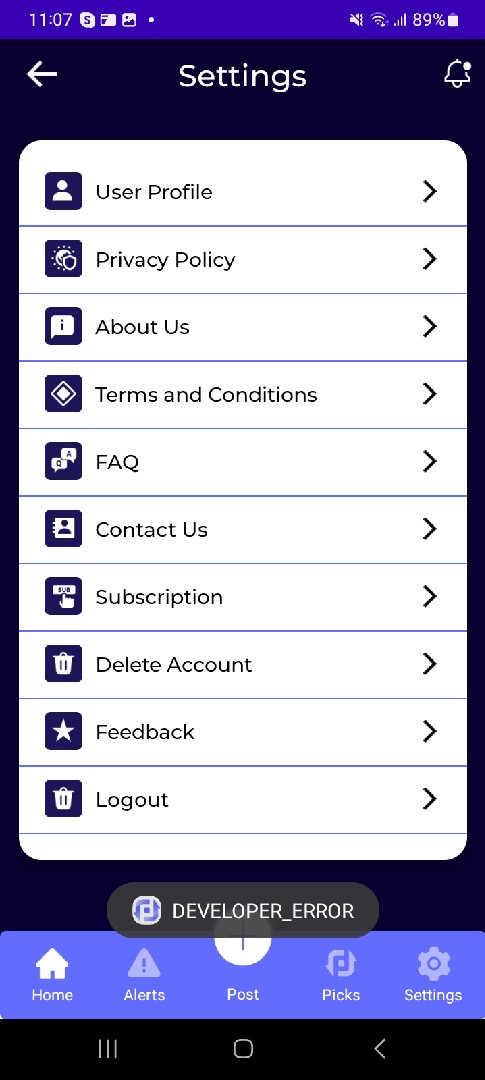 11:07 89%
Settings
User Profile
Privacy Policy
About Us
Terms and Conditions
FAQ
Contact Us
SUB
Subscription
Delete Account
Feedback
Logout
DEVELOPER_ERROR
Home Alerts Post Picks Settings